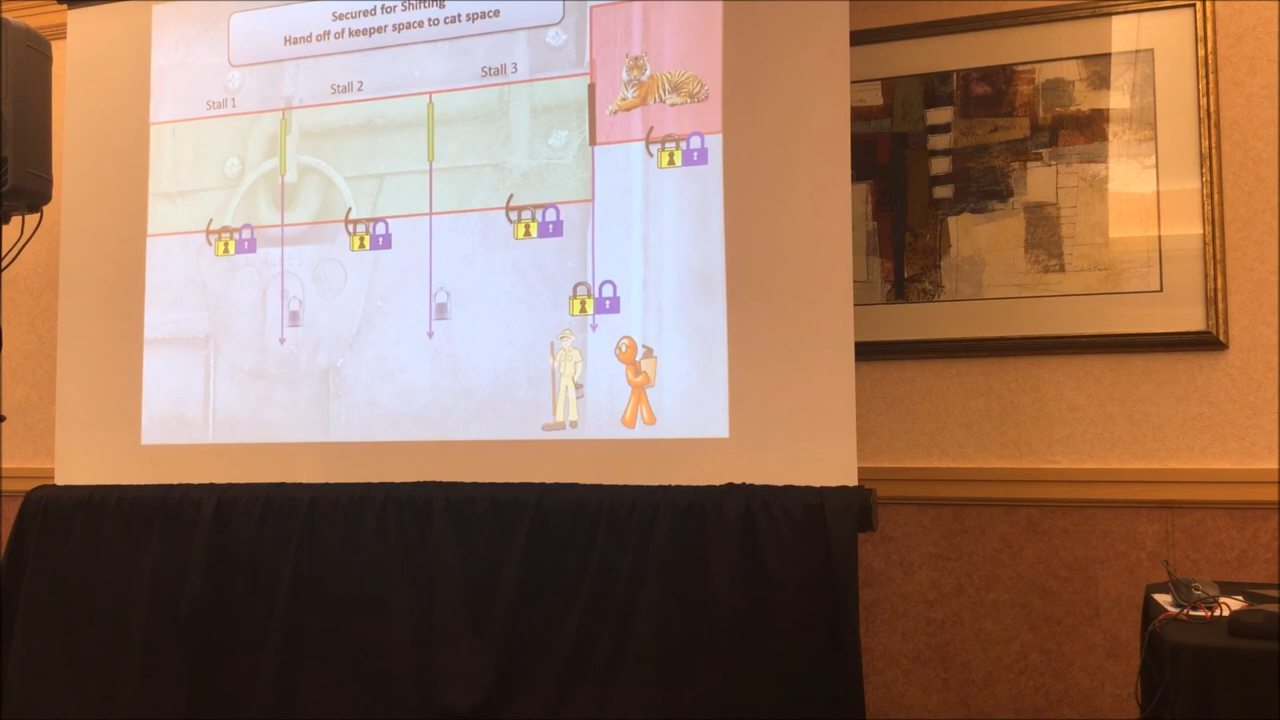 Secured for Shifting
Hand off of keeper space to cat space
Stall 1
Stall 2
Stall 3